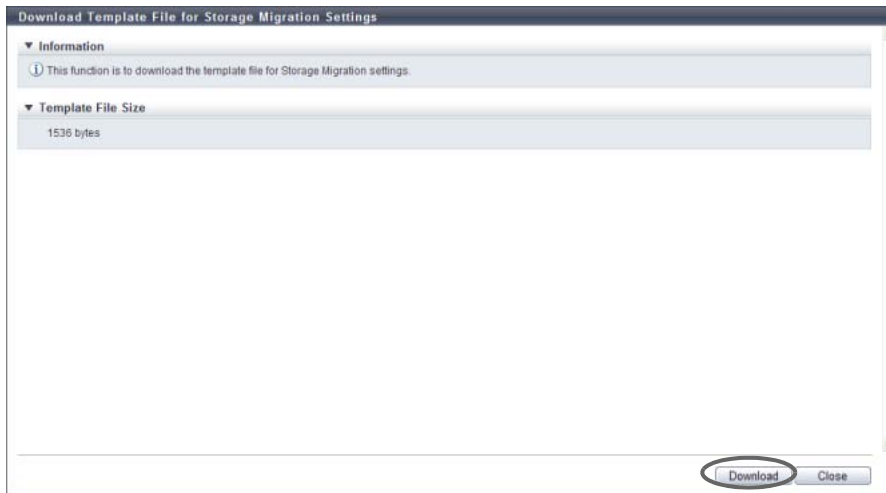 Download Template File for Storage Migration Settings
Information
This function is to download the template file for Storage Migration settings.
Template File Size
1536 bytes
Download Close